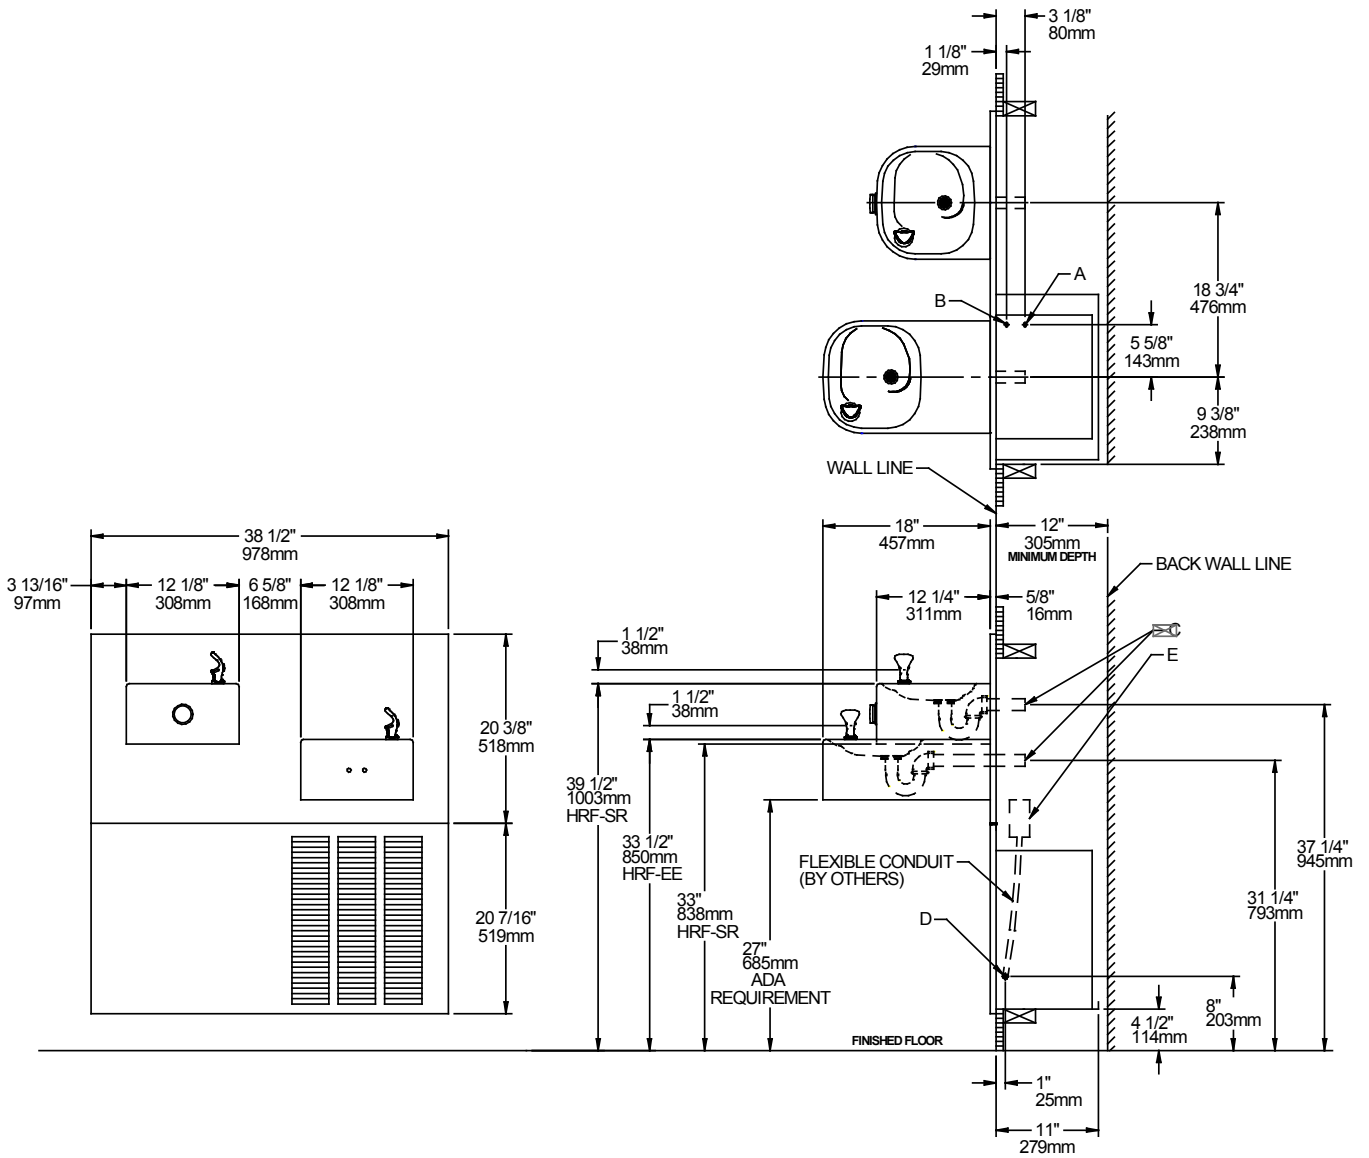 3 1/8"
80mm
1 1/8"
29mm
A
B
18 3/4"
476mm
5 5/8"
143mm
9 3/8"
238mm
WALL LINE
18"
457mm
12"
305mm
MINIMUM DEPTH
BACK WALL LINE
38 1/2"
978mm
3 13/16"
97mm
12 1/8"
308mm
6 5/8"
168mm
12 1/8"
308mm
12 1/4"
311mm
5/8"
16mm
1 1/2"
38mm
E
1 1/2"
38mm
20 3/8"
518mm
39 1/2"
1003mm
HRF-SR
33 1/2"
850mm
HRF-EE
33"
838mm
HRF-SR
27"
685mm
ADA
REQUIREMENT
FLEXIBLE CONDUIT
(BY OTHERS)
D
37 1/4"
945mm
31 1/4"
793mm
20 7/16"
519mm
8"
203mm
4 1/2"
114mm
FINISHED FLOOR
1"
25mm
11"
279mm